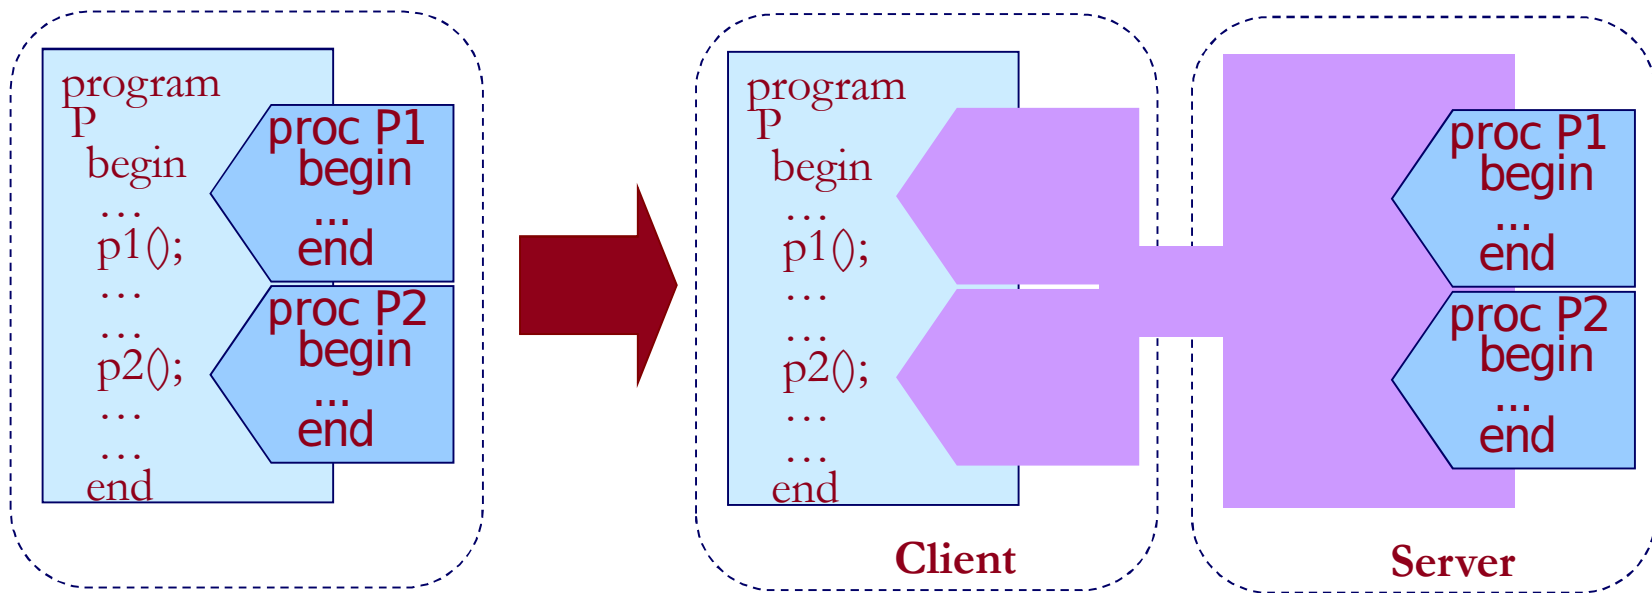 program
P
begin
...
p1();
...
...
p2();
...
...
end
proc P1
begin
...
end
proc P2
begin
...
end
program
P
begin
...
p1();
...
...
p2();
...
...
end
Client
proc P1
begin
...
end
proc P2
begin
...
end
Server